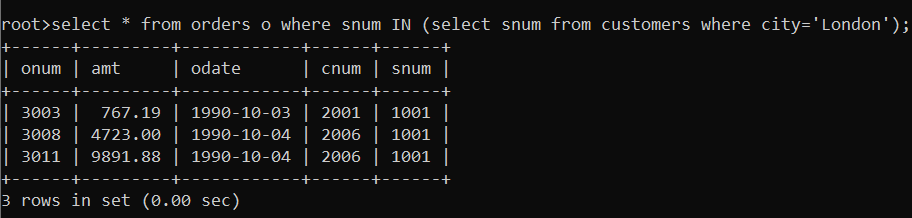 root>select * from orders o where snum IN (select snum from customers where city='London');
+------+---------+------------+------+------+
| onum | amt     | odate      | cnum | snum |
+------+---------+------------+------+------+
| 3003 |  767.19 | 1990-10-03 | 2001 | 1001 |
| 3008 | 4723.00 | 1990-10-04 | 2006 | 1001 |
| 3011 | 9891.88 | 1990-10-04 | 2006 | 1001 |
+------+---------+------------+------+------+
3 rows in set (0.00 sec)